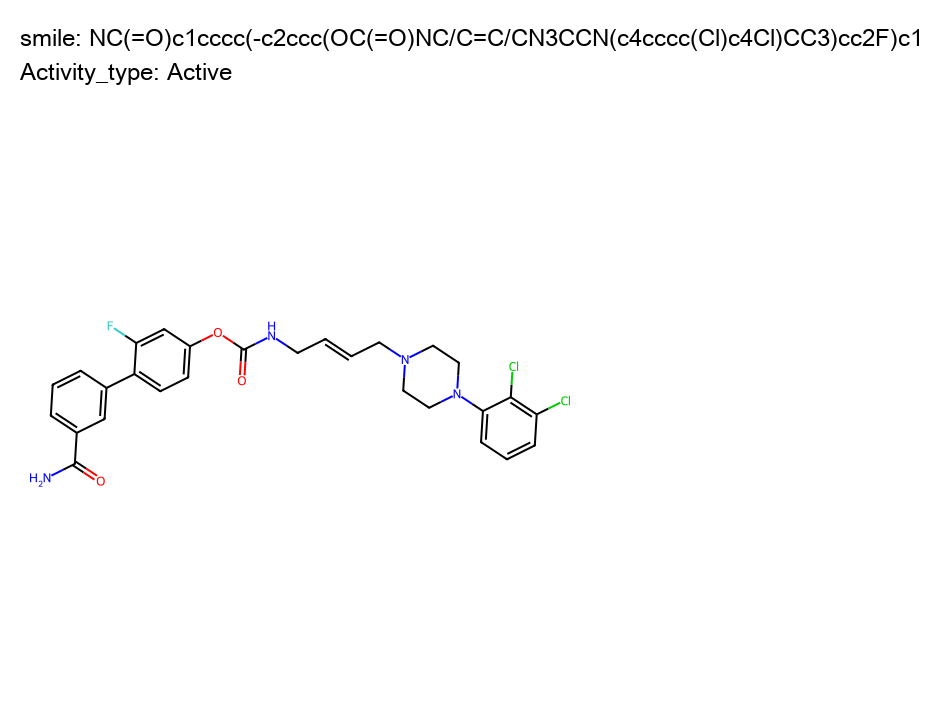 smile: NC(=O)c1cccc(-c2ccc(OC(=O)NC/C=C/CN3CCN(c4cccc(Cl)c4Cl)CC3)cc2F)c1
Activity_type: Active
F
O
H
N
O
N
N
Cl
Cl
H2N
O